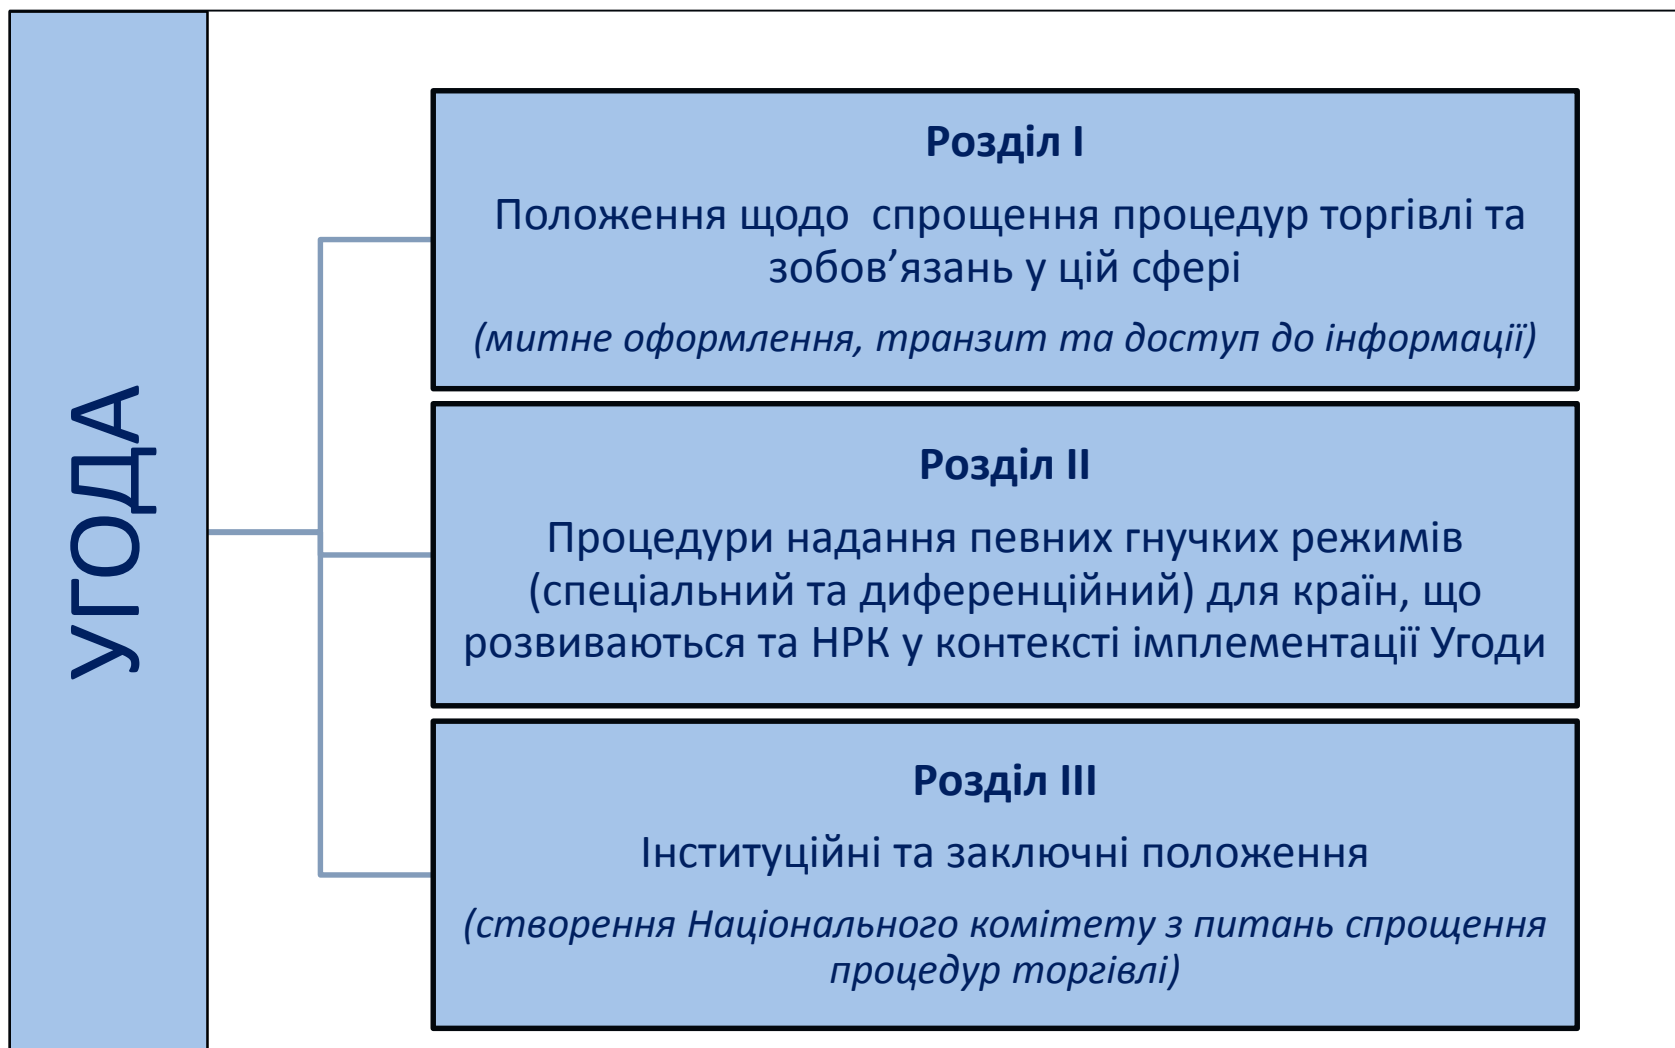 УГОДА
Розділ I
Положення щодо спрощення процедур торгівлі та
зобов’язань у цій сфері
(митне оформлення, транзит та доступ до інформації)
Розділ II
Процедури надання певних гнучких режимів
(спеціальний та диференційний) для країн, що
розвиваються та НРК у контексті імплементації Угоди
Розділ III
Інституційні та заключні положення
(створення Національного комітету з питань спрощення
процедур торгівлі)